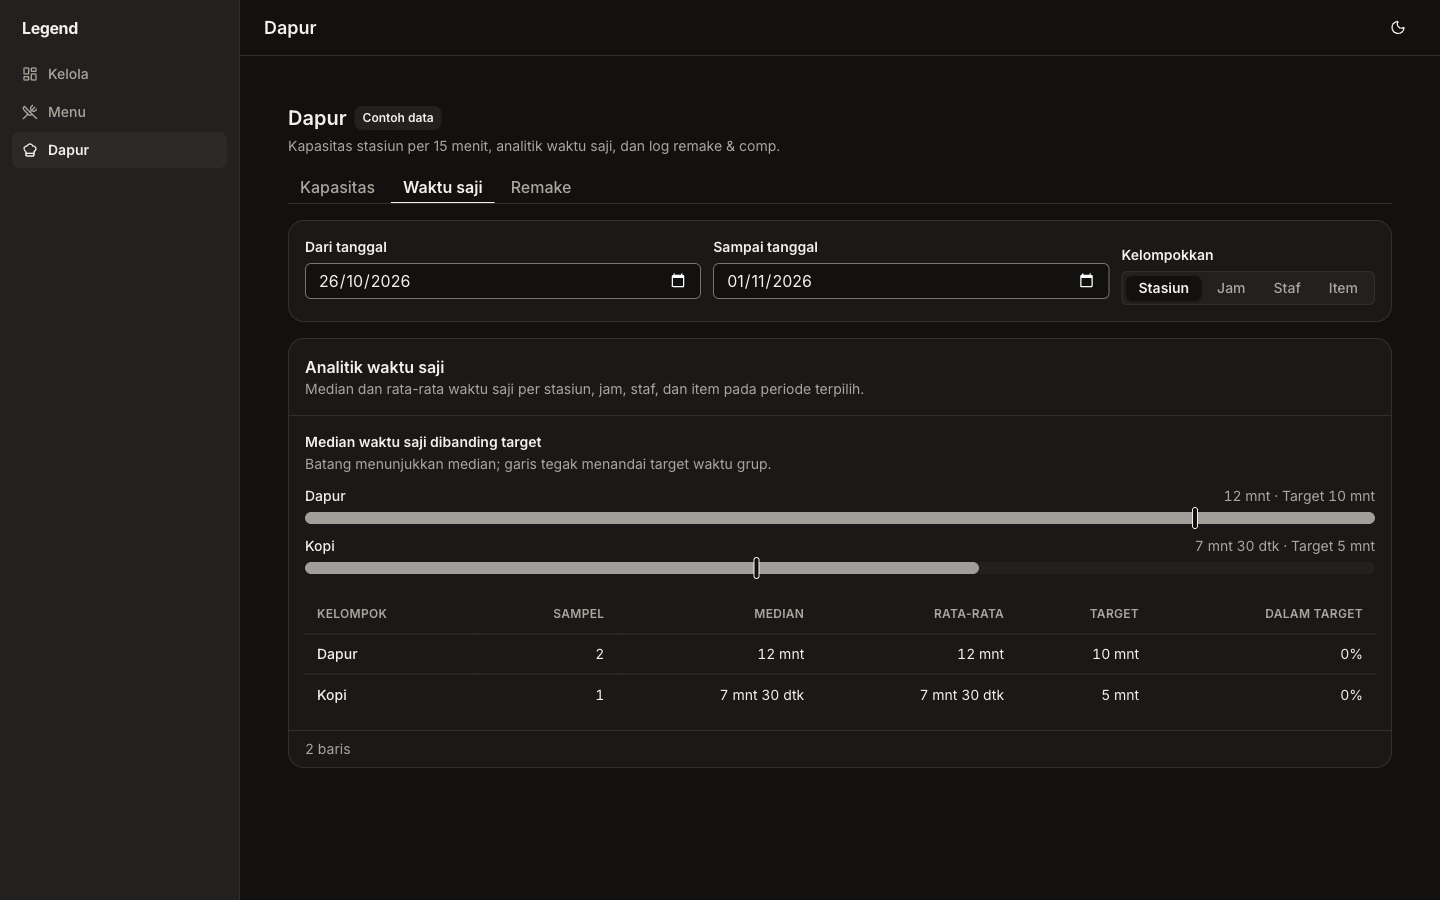 Legend
Dapur
Kelola
Menu
Dapur
Dapur Contoh data
Kapasitas stasiun per 15 menit, analitik waktu saji, dan log remake & comp.
Kapasitas Waktu saji Remake
Dari tanggal Sampai tanggal Kelompokkan
26/10/2026 01/11/2026 Stasiun Jam Staf Item
Analitik waktu saji
Median dan rata-rata waktu saji per stasiun, jam, staf, dan item pada periode terpilih.
Median waktu saji dibanding target
Batang menunjukkan median; garis tegak menandai target waktu grup.
Dapur 12 mnt · Target 10 mnt
Kopi 7 mnt 30 dtk · Target 5 mnt
KELOMPOK SAMPEL MEDIAN RATA-RATA TARGET DALAM TARGET
Dapur 2 12 mnt 12 mnt 10 mnt 0%
Kopi 1 7 mnt 30 dtk 7 mnt 30 dtk 5 mnt 0%
2 baris